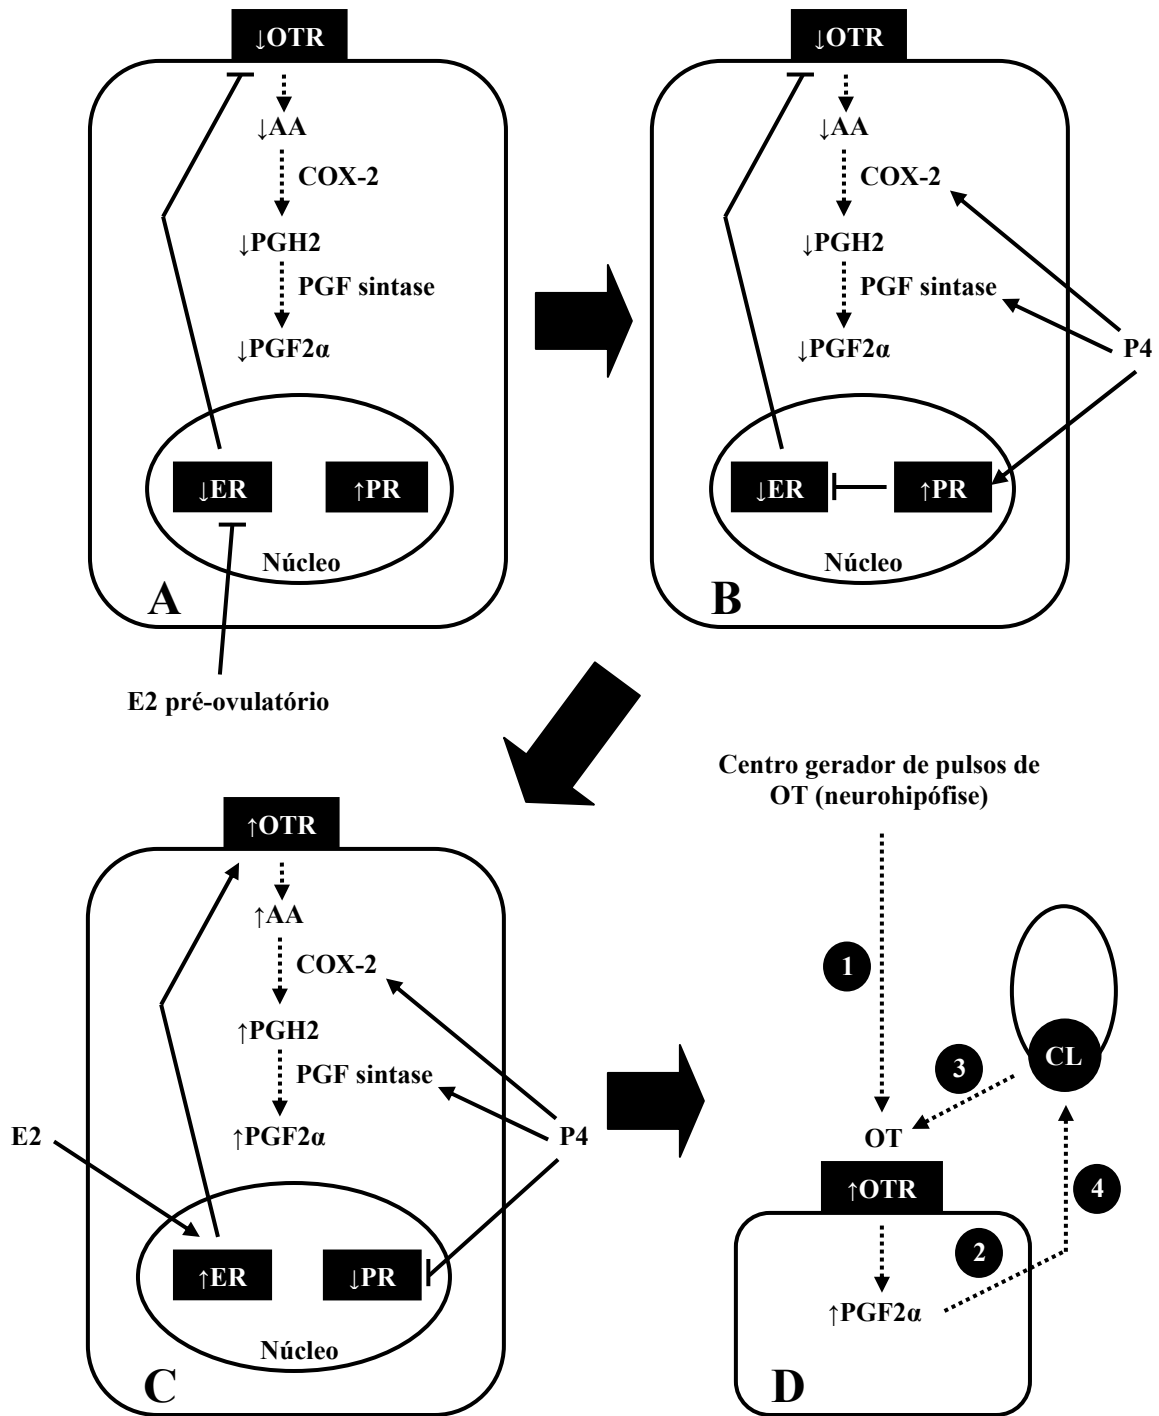 ↓OTR
↓AA
COX-2
↓PGH2
PGF sintase
↓PGF2α
↓ER
↑PR
Núcleo
A
E2 pré-ovulatório
↓OTR
↓AA
COX-2
↓PGH2
PGF sintase
↓PGF2α
P4
↓ER
↑PR
Núcleo
B
↑OTR
↑AA
COX-2
↑PGH2
PGF sintase
↑PGF2α
E2
P4
↑ER
↓PR
Núcleo
C
Centro gerador de pulsos de
OT (neurohipófise)
1
CL
3
OT
↑OTR
4
2
↑PGF2α
D